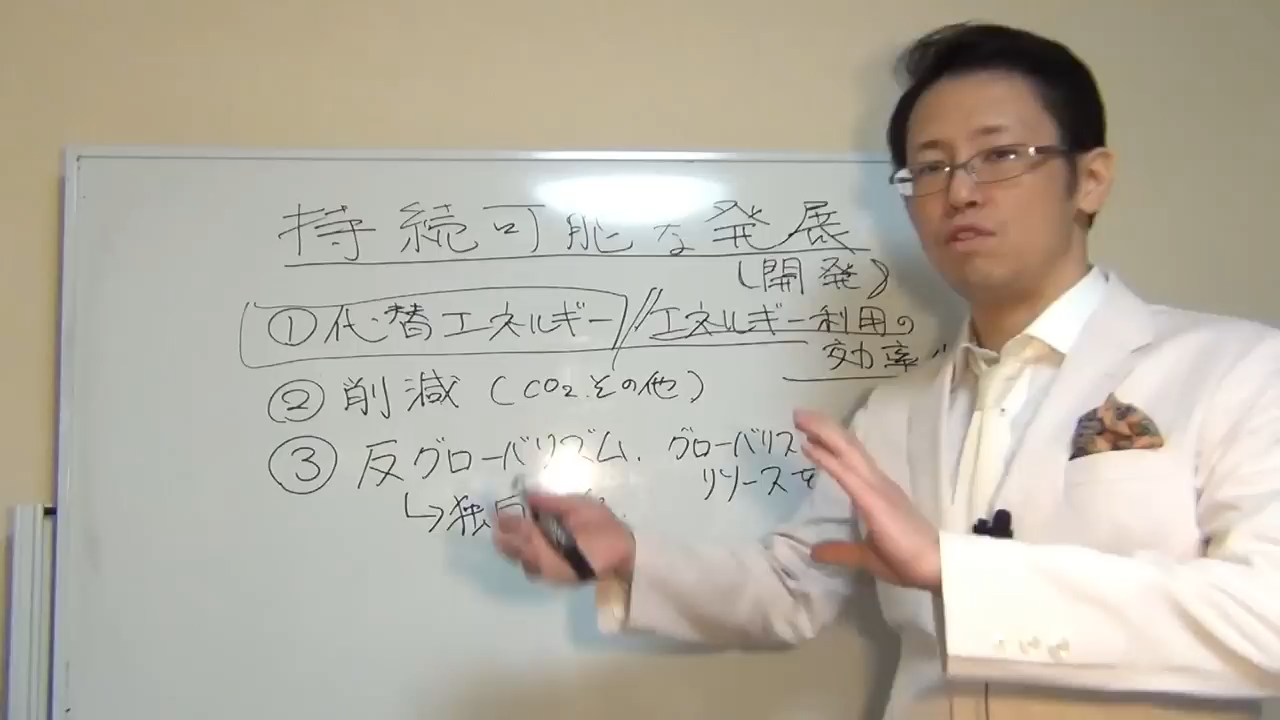 持続可能な発展
(開発)
①代替エネルギー//エネルギー利用の
効率
②削減 (CO2.その他)
③反グローバリズム. グローバリズ
リソースを
↳独